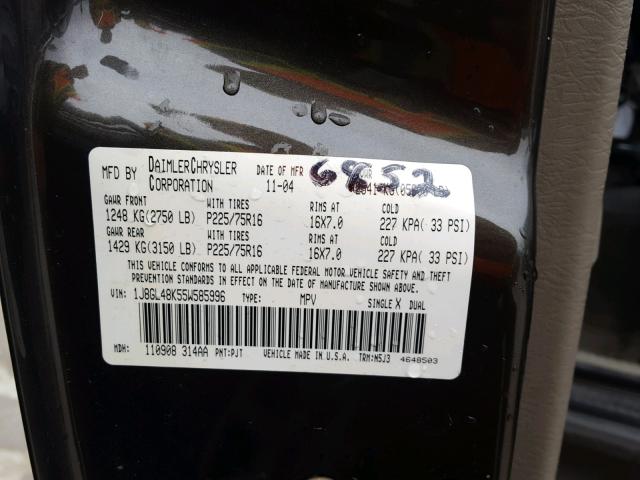 MFD BY DAIMLERCHRYSLER CORPORATION DATE OF MFR 11-04
6952
GAWR FRONT WITH TIRES RIMS AT COLD
1248 KG(2750 LB) P225/75R16 16X7.0 227 KPA( 33 PSI)
GAWR REAR WITH TIRES RIMS AT COLD
1429 KG(3150 LB) P225/75R16 16X7.0 227 KPA( 33 PSI)
THIS VEHICLE CONFORMS TO ALL APPLICABLE FEDERAL MOTOR VEHICLE SAFETY AND THEFT
PREVENTION STANDARDS IN EFFECT ON THE DATE OF MANUFACTURE SHOWN ABOVE.
VIN: 1J8GL48K55W585996 TYPE: MPV SINGLE X DUAL
MDH: 110908 314AA PNT:PJT VEHICLE MADE IN U.S.A. TRM:N5J3 4648503